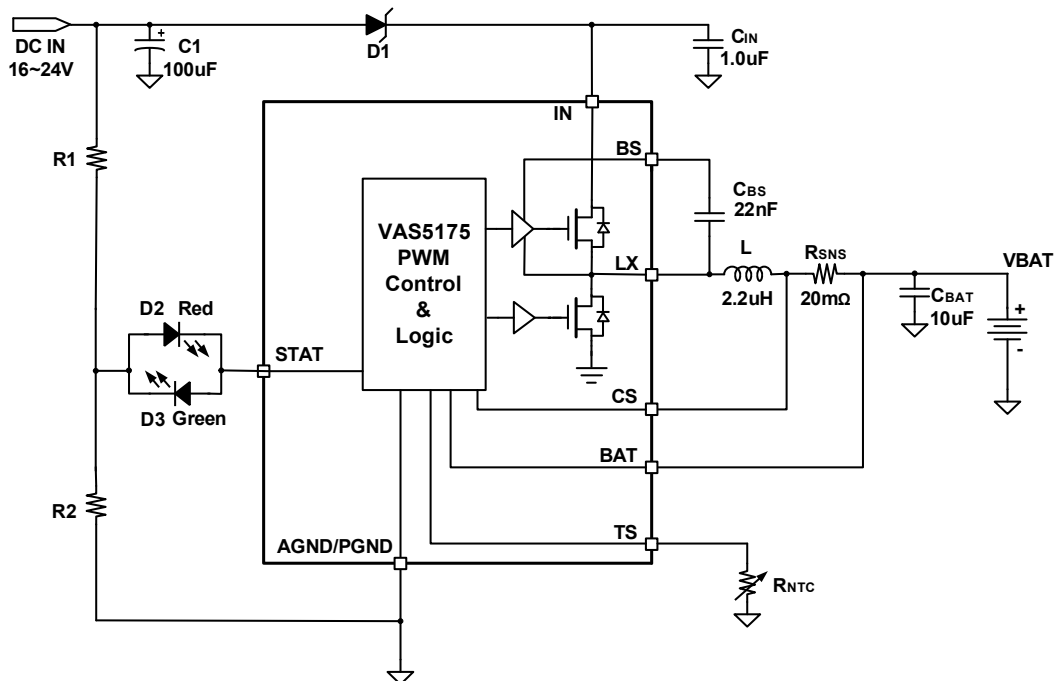 DC IN
16~24V
C1
100uF
D1
CIN
1.0uF
IN
R1
BS
CBS
22nF
VAS5175
PWM
Control
&
Logic
LX
L
2.2uH
RSNS
20mΩ
VBAT
CBAT
10uF
+
-
D2 Red
STAT
D3 Green
CS
BAT
R2
TS
AGND/PGND
RNTC